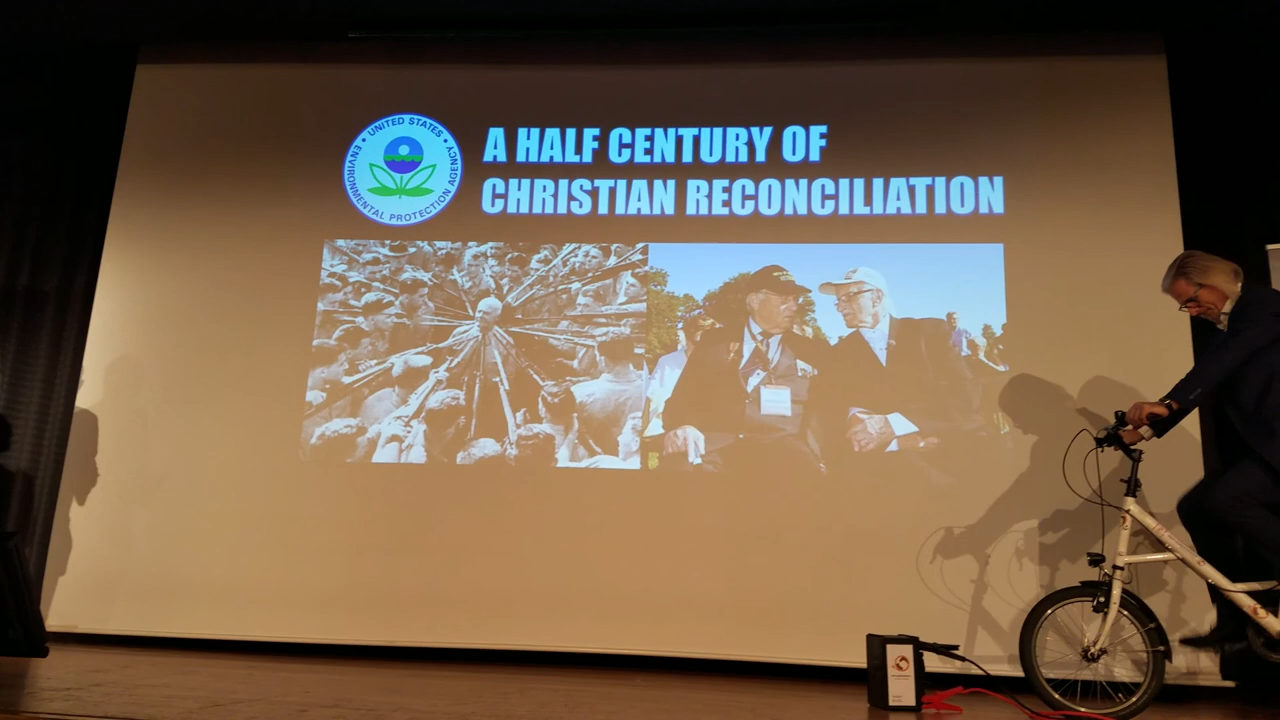 UNITED STATES
ENVIRONMENTAL PROTECTION AGENCY
A HALF CENTURY OF
CHRISTIAN RECONCILIATION